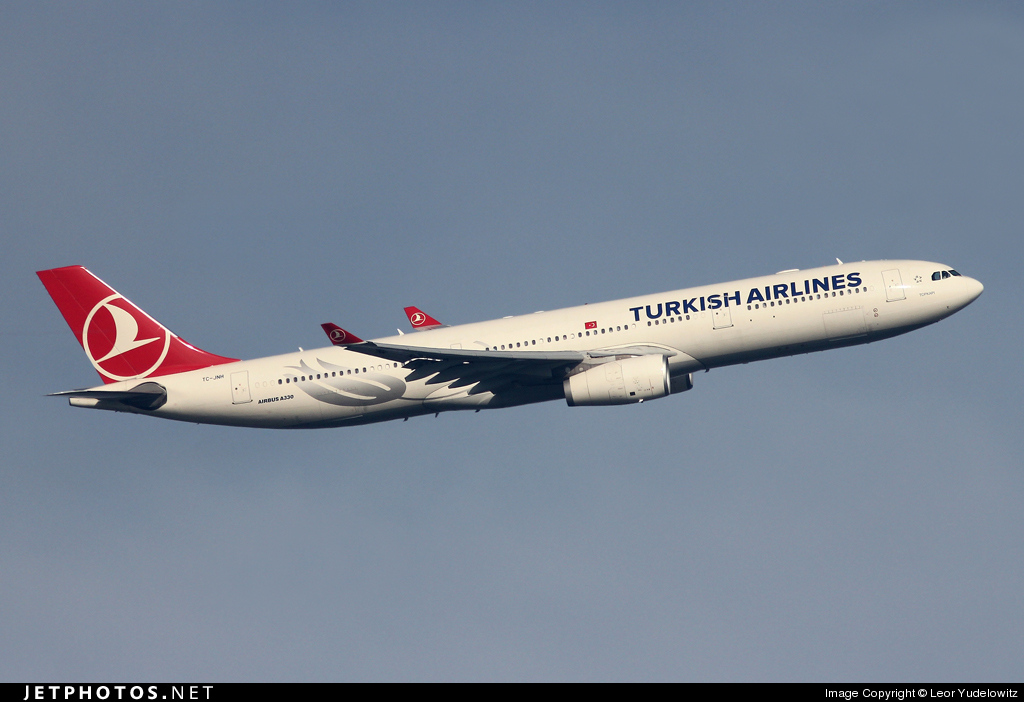 TURKISH AIRLINES
TC-JNH
AIRBUS A330
JETPHOTOS.NET
Image Copyright © Leor Yudelowitz